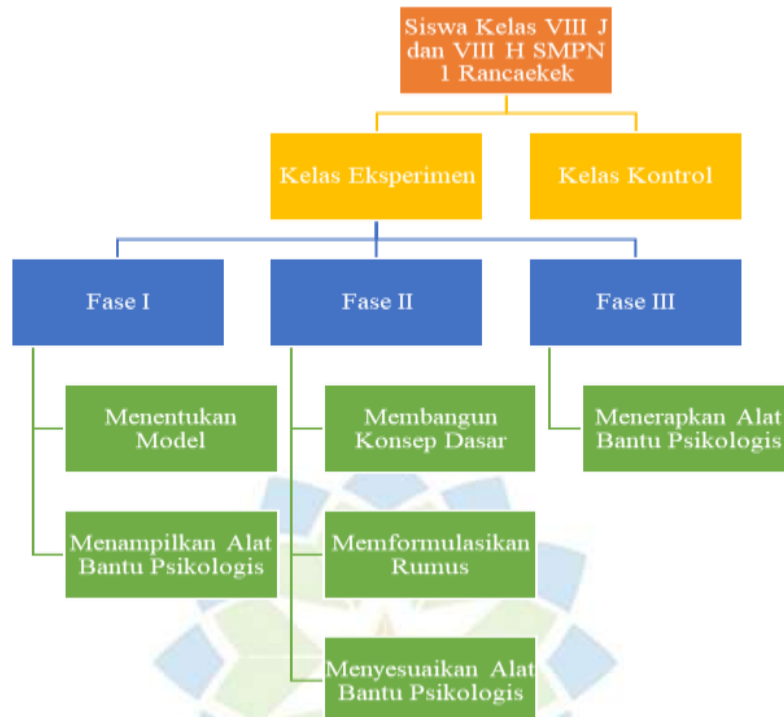 Siswa Kelas VIII J
dan VIII H SMPN
1 Rancaekek
Kelas Eksperimen
Kelas Kontrol
Fase I
Fase II
Fase III
Menentukan
Model
Membangun
Konsep Dasar
Menerapkan Alat
Bantu Psikologis
Menampilkan Alat
Bantu Psikologis
Memformulasikan
Rumus
Menyesuaikan Alat
Bantu Psikologis